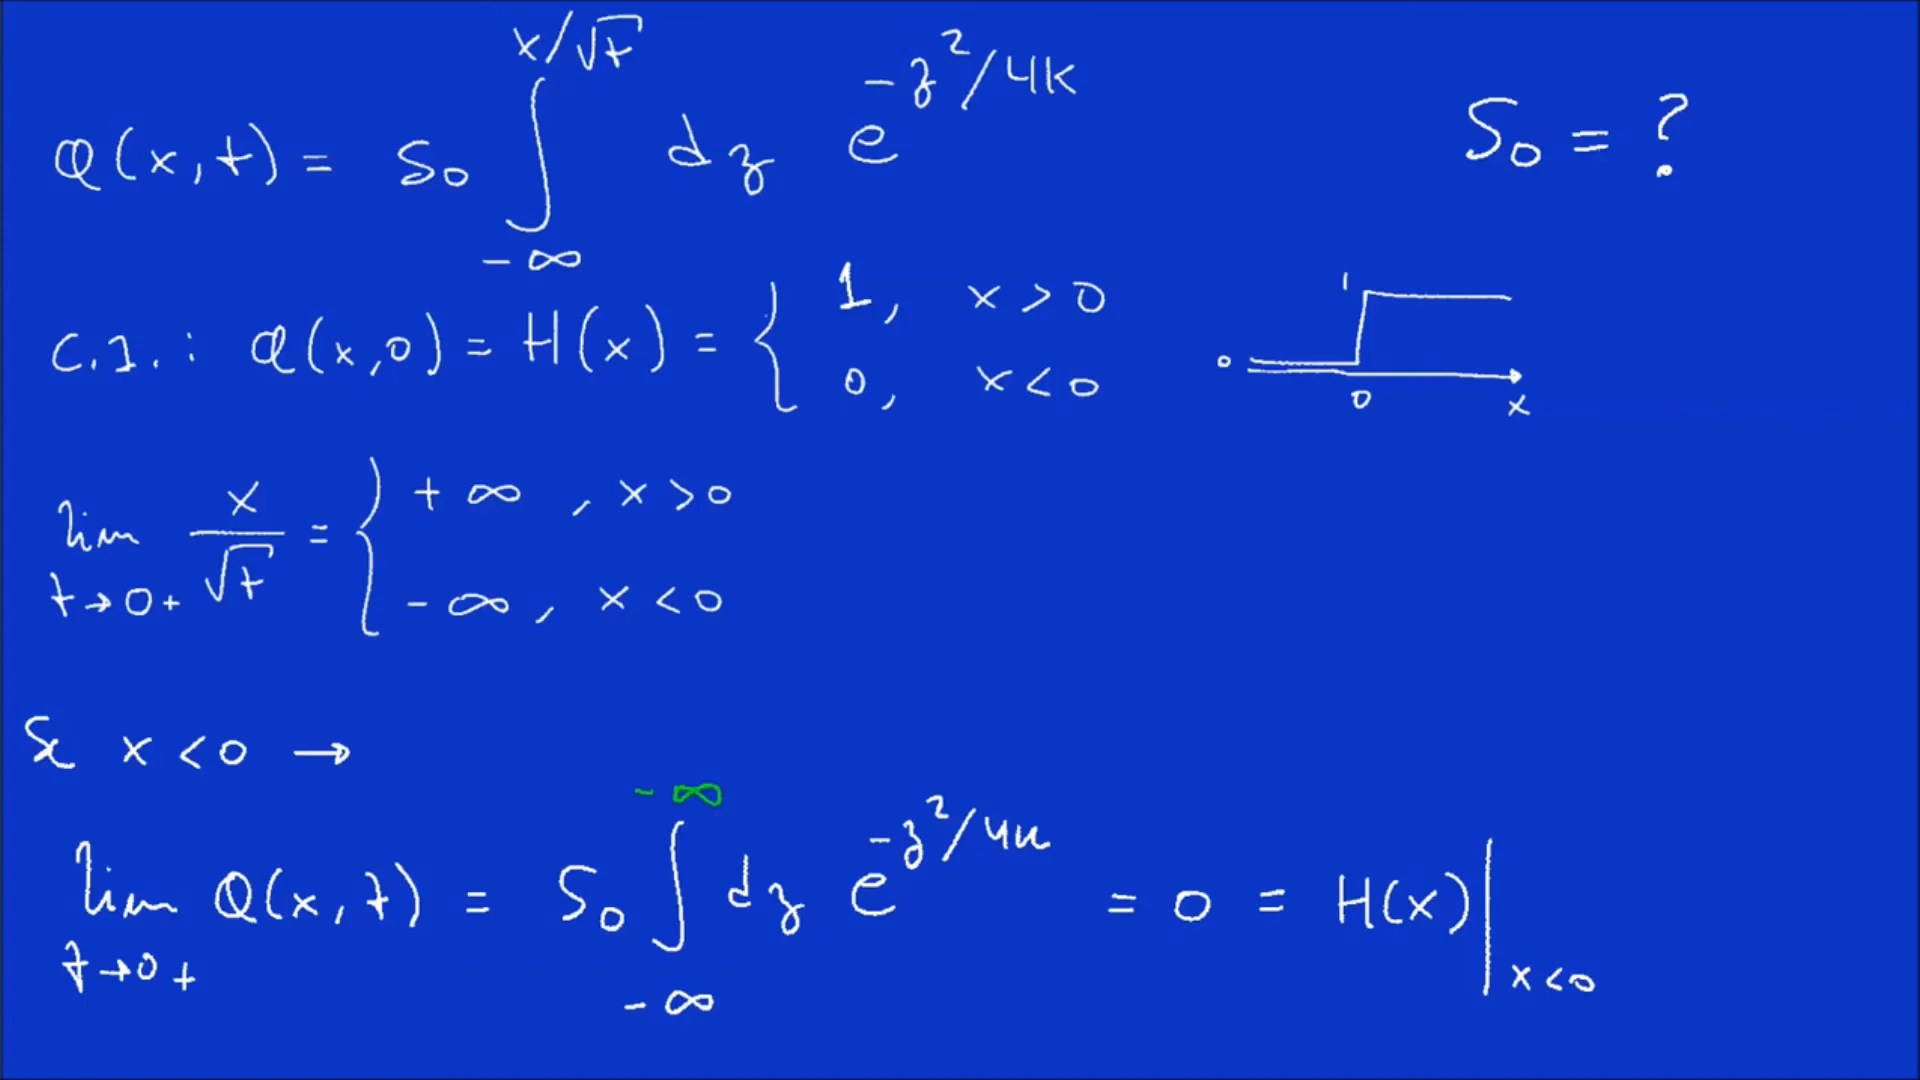 Q(x,t) = S₀ ∫_{-∞}^{x/√t} dz e^{-z²/4k}
S₀ = ?
C.I.: Q(x,0) = H(x) = { 1, x > 0
0, x < 0
1
0
0 x
lim_{t→0+} x/√t = { +∞, x > 0
-∞, x < 0
Se x < 0 →
lim_{t→0+} Q(x,t) = S₀ ∫_{-∞}^{-∞} dz e^{-z²/4k} = 0 = H(x)|_{x<0}